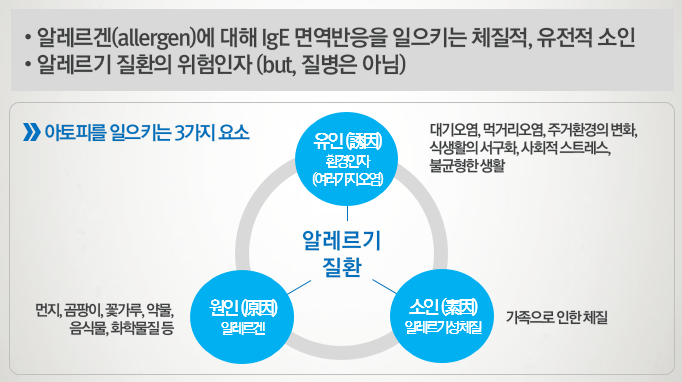 • 알레르겐(allergen)에 대해 IgE 면역반응을 일으키는 체질적, 유전적 소인
• 알레르기 질환의 위험인자 (but, 질병은 아님)
아토피를 일으키는 3가지 요소
유인 (誘因)
환경인자
(여러가지오염)
대기오염, 먹거리오염, 주거환경의 변화,
식생활의 서구화, 사회적 스트레스,
불균형한 생활
알레르기
질환
먼지, 곰팡이, 꽃가루, 약물,
음식물, 화학물질 등
원인 (原因)
알레르겐
소인 (素因)
알레르기성체질
가족으로 인한 체질